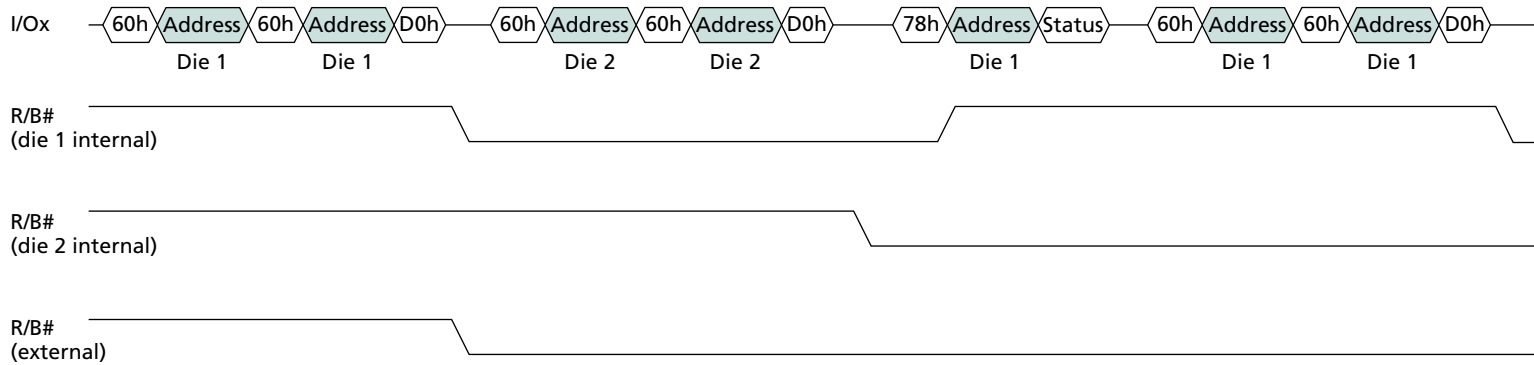 I/Ox 60h Address 60h Address D0h 60h Address 60h Address D0h 78h Address Status 60h Address 60h Address D0h
Die 1 Die 1 Die 2 Die 2 Die 1 Die 1 Die 1
R/B#
(die 1 internal)
R/B#
(die 2 internal)
R/B#
(external)